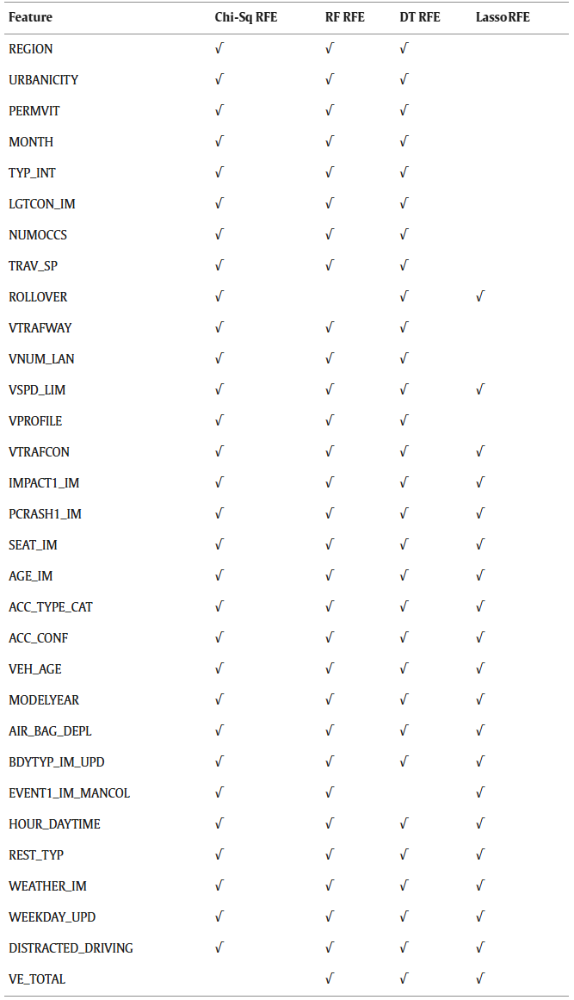 Feature Chi-Sq RFE RF RFE DT RFE LassoRFE
REGION √ √ √
URBANICITY √ √ √
PERMVIT √ √ √
MONTH √ √ √
TYP_INT √ √ √
LGTCON_IM √ √ √
NUMOCCS √ √ √
TRAV_SP √ √ √
ROLLOVER √ √ √
VTRAFWAY √ √ √
VNUM_LAN √ √ √
VSPD_LIM √ √ √ √
VPROFILE √ √ √
VTRAFCON √ √ √ √
IMPACT1_IM √ √ √ √
PCRASH1_IM √ √ √ √
SEAT_IM √ √ √ √
AGE_IM √ √ √ √
ACC_TYPE_CAT √ √ √ √
ACC_CONF √ √ √ √
VEH_AGE √ √ √ √
MODELYEAR √ √ √ √
AIR_BAG_DEPL √ √ √ √
BDYTYP_IM_UPD √ √ √ √
EVENT1_IM_MANCOL √ √ √
HOUR_DAYTIME √ √ √ √
REST_TYP √ √ √ √
WEATHER_IM √ √ √ √
WEEKDAY_UPD √ √ √ √
DISTRACTED_DRIVING √ √ √ √
VE_TOTAL √ √ √